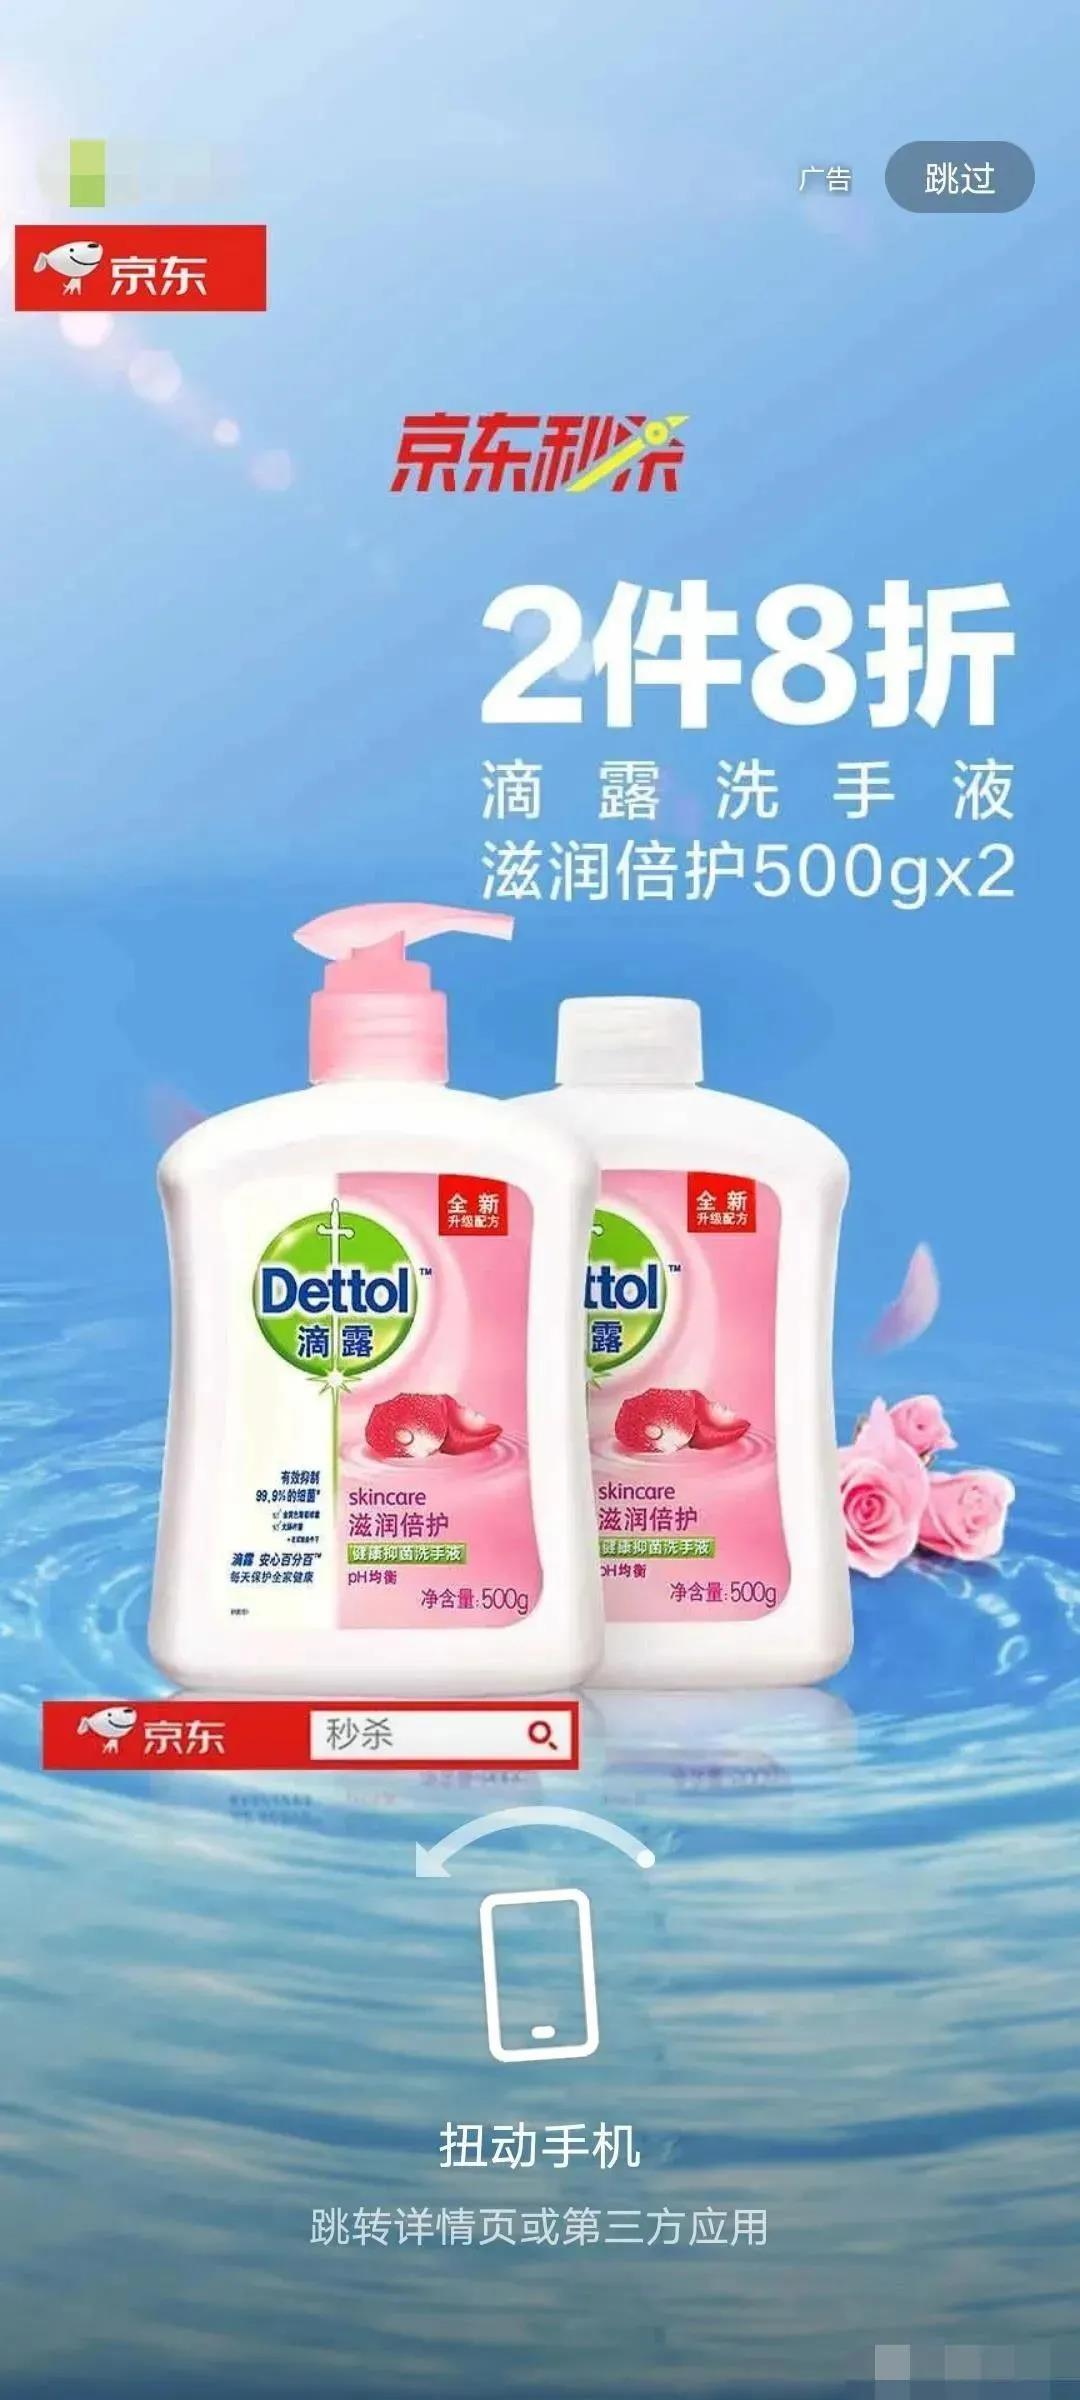 广告
跳过
京东
京东秒杀
2件8折
滴露洗手液
滋润倍护500gx2
全新
升级配方
Dettol™
滴露
有效抑制
99.9%的细菌*
skincare
滋润倍护
健康抑菌洗手液
pH均衡
滴露 安心百分百™
每天保护全家健康
净含量:500g
全新
升级配方
ttol™
露
skincare
滋润倍护
健康抑菌洗手液
pH均衡
净含量:500g
京东
秒杀
扭动手机
跳转详情页或第三方应用